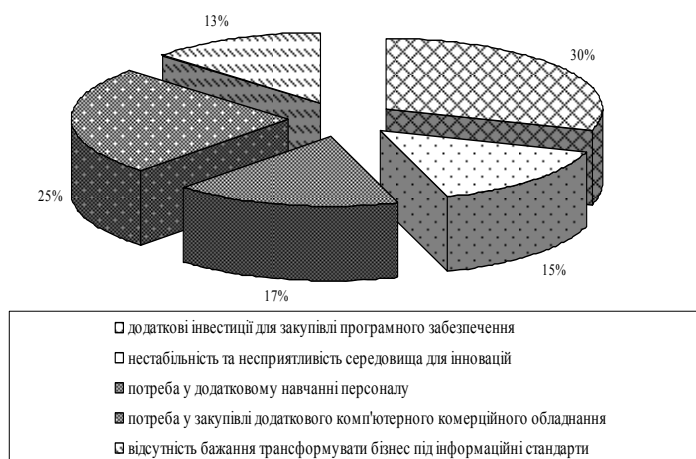 13%
30%
25%
15%
17%
додаткові інвестиції для закупівлі програмного забезпечення
нестабільність та несприятливість середовища для інновацій
потреба у додатковому навчанні персоналу
потреба у закупівлі додаткового комп'ютерного комерційного обладнання
відсутність бажання трансформувати бізнес під інформаційні стандарти